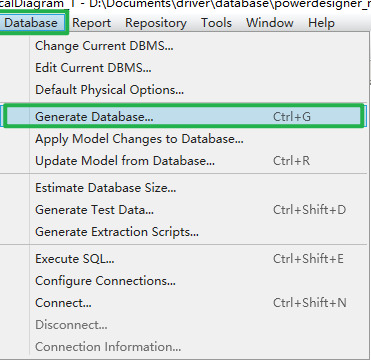 calDiagram_1 - D:\Documents\driver\database\powerdesigner_r
Database Report Repository Tools Window Help
Change Current DBMS...
Edit Current DBMS...
Default Physical Options...
Generate Database... Ctrl+G
Apply Model Changes to Database...
Update Model from Database... Ctrl+R
Estimate Database Size...
Generate Test Data... Ctrl+Shift+D
Generate Extraction Scripts...
Execute SQL... Ctrl+Shift+E
Configure Connections...
Connect... Ctrl+Shift+N
Disconnect...
Connection Information...